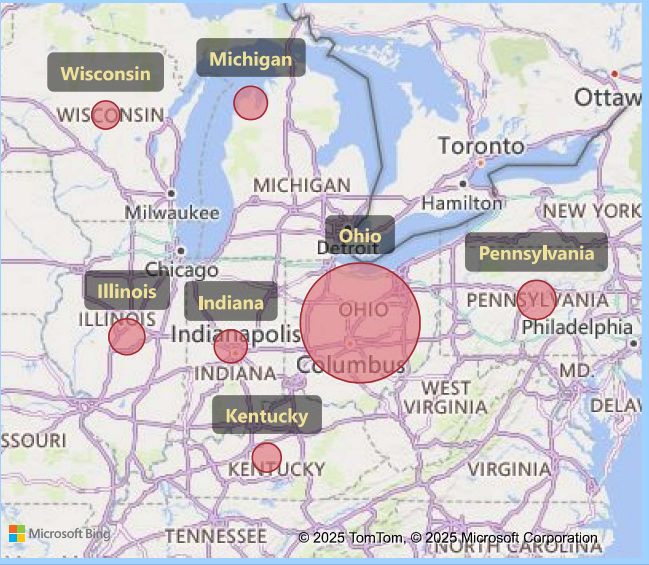 Wisconsin
Michigan
WISCONSIN
Ottaw
Toronto
MICHIGAN
Hamilton
Milwaukee
NEW YORK
Ohio
Detroit
Pennsylvania
Chicago
Illinois
Indiana
PENNSYLVANIA
OHIO
ILLINOIS
Indianapolis
Philadelphia
Columbus
INDIANA
MD.
WEST
VIRGINIA
DELAW
Kentucky
SSOURI
KENTUCKY
VIRGINIA
Microsoft Bing
TENNESSEE
© 2025 TomTom, © 2025 Microsoft Corporation
NORTH CAROLINA